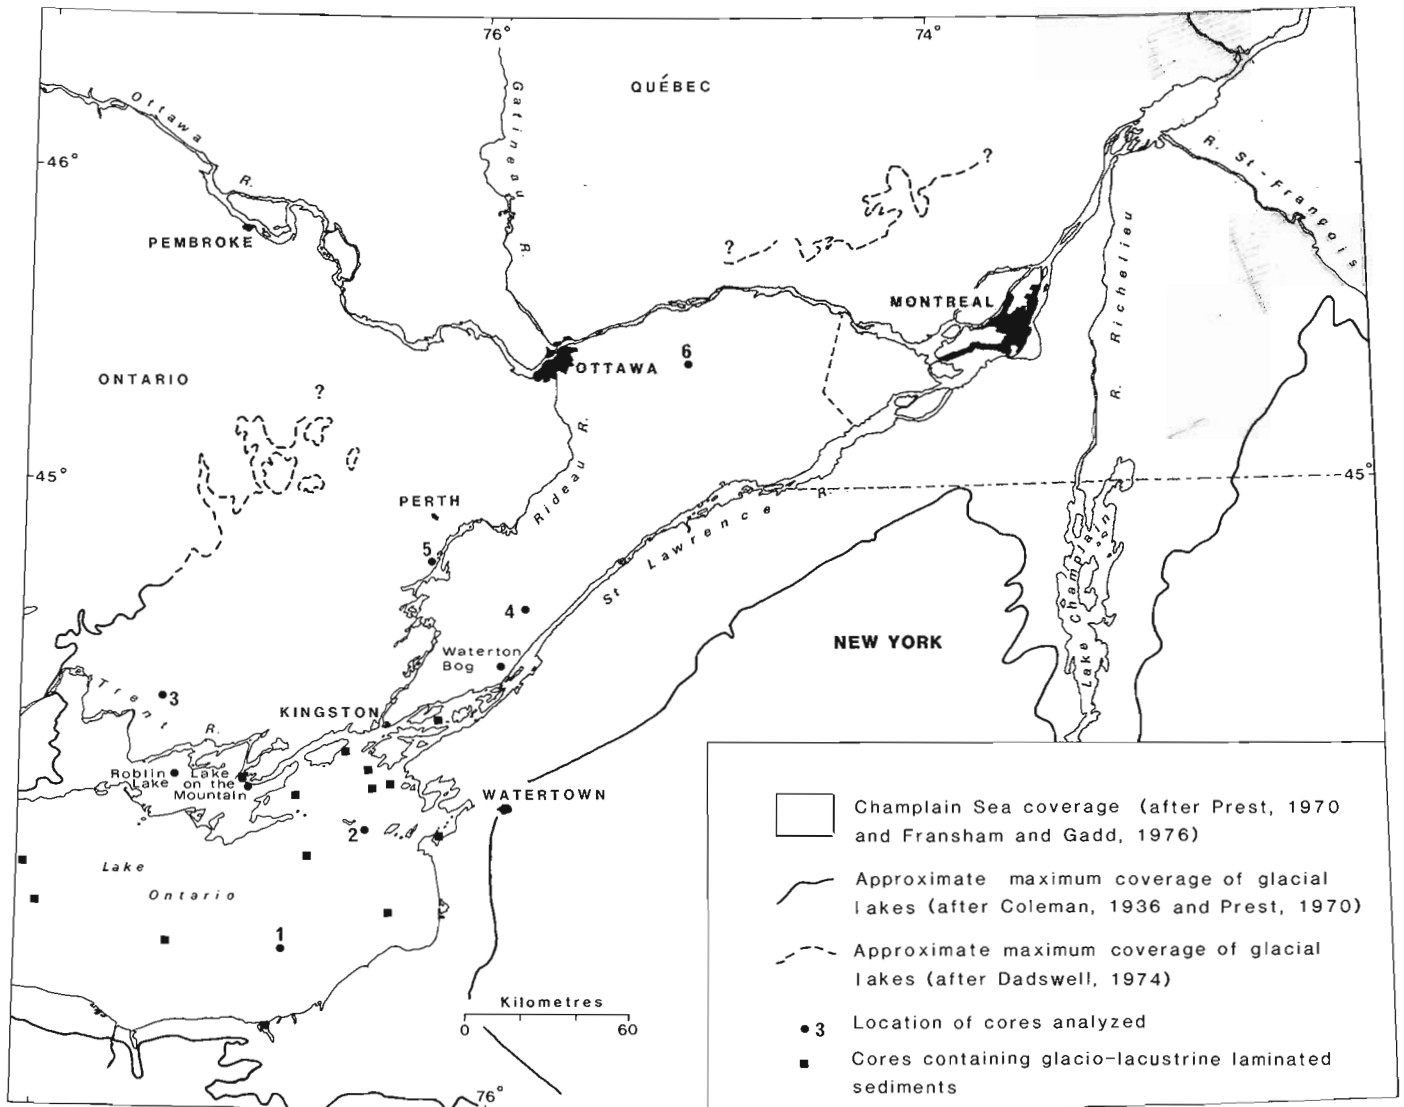 76°
74°
QUÉBEC
Ottawa
R.
Gatineau
R.
46°
?
R. St-François
PEMBROKE
?
R. Richelieu
MONTREAL
6
OTTAWA
ONTARIO
?
Rideau R.
45°
45°
PERTH
St Lawrence R.
5
Lake Champlain
4
Waterton
Bog
NEW YORK
Trent
R.
3
KINGSTON
Roblin
Lake
Lake
on the
Mountain
WATERTOWN
2
Lake
Ontario
1
Kilometres
0
60
76°
Champlain Sea coverage (after Prest, 1970
and Fransham and Gadd, 1976)
Approximate maximum coverage of glacial
lakes (after Coleman, 1936 and Prest, 1970)
Approximate maximum coverage of glacial
lakes (after Dadswell, 1974)
3 Location of cores analyzed
Cores containing glacio-lacustrine laminated
sediments